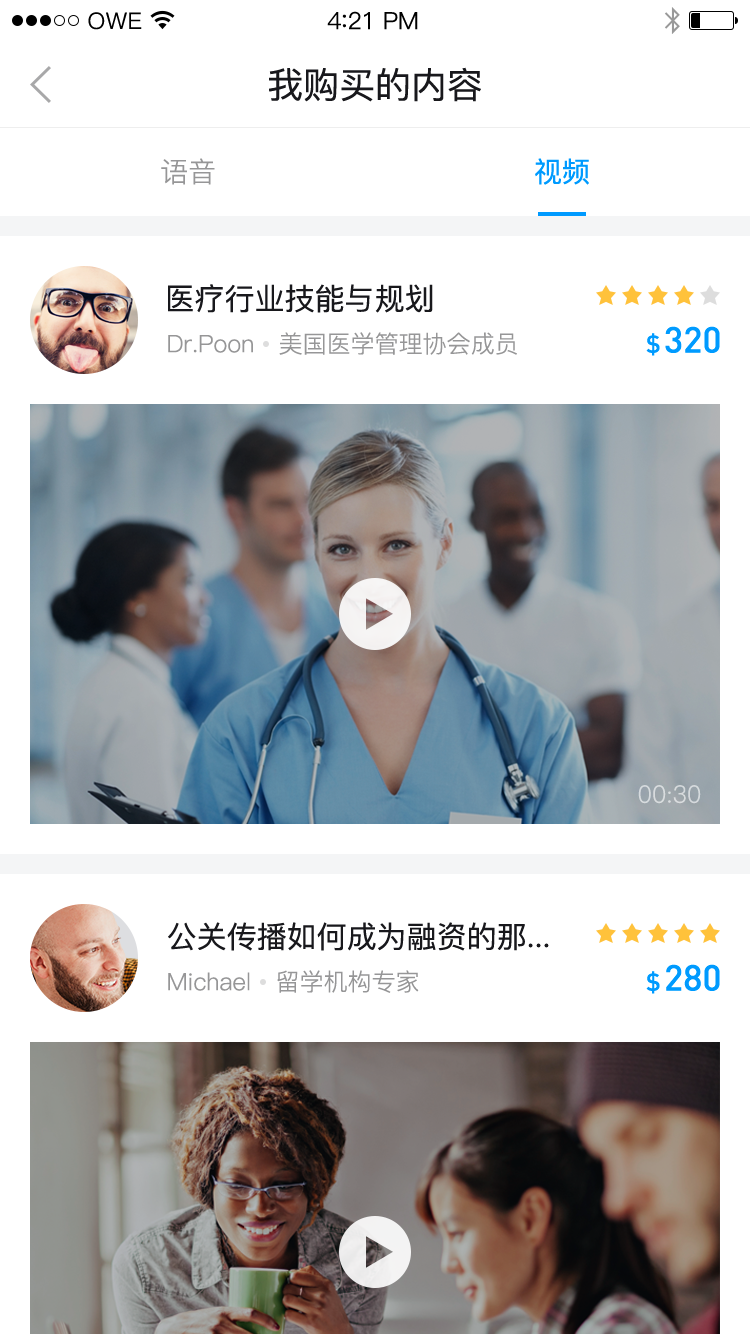 OWE 4:21 PM
我购买的内容
语音 视频
医疗行业技能与规划
Dr.Poon • 美国医学管理协会成员
$320
00:30
公关传播如何成为融资的那...
Michael • 留学机构专家
$280